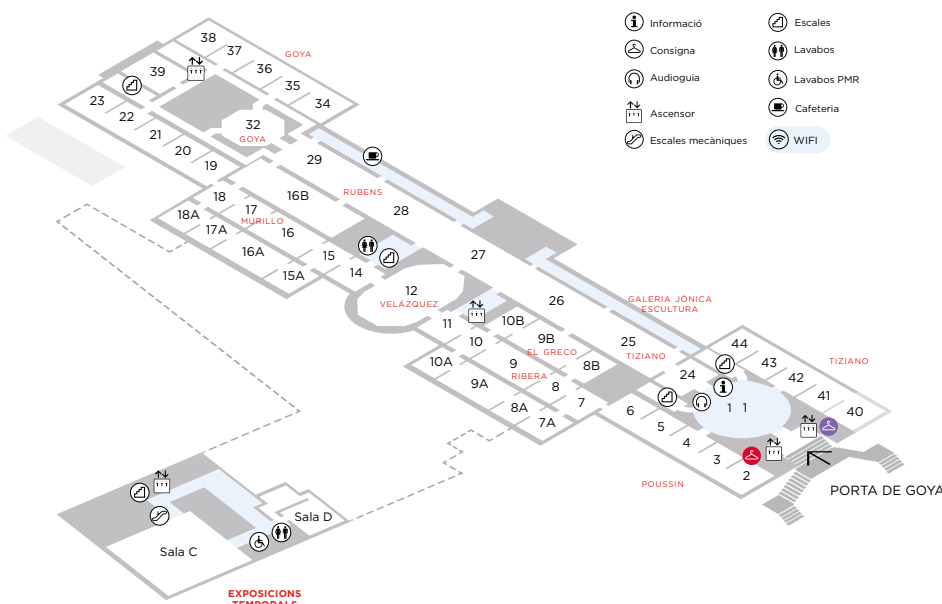 Informació
Escales
Consigna
Lavabos
Audioguia
Lavabos PMR
Ascensor
Cafeteria
Escales mecàniques
WIFI
38
37
GOYA
36
39
35
34
23
22
32
GOYA
21
20
19
29
RUBENS
16B
28
18
17
MURILLO
18A
17A
16
16A
15
15A
14
27
12
VELÁZQUEZ
26
GALERIA JÒNICA
ESCULTURA
11
10B
10
9B
EL GRECO
25
TIZIANO
44
43
TIZIANO
42
41
40
10A
9
RIBERA
8B
24
9A
8
8A
7
7A
6
5
4
3
2
1 1
POUSSIN
PORTA DE GOYA
Sala D
Sala C
EXPOSICIONS
TEMPORALS